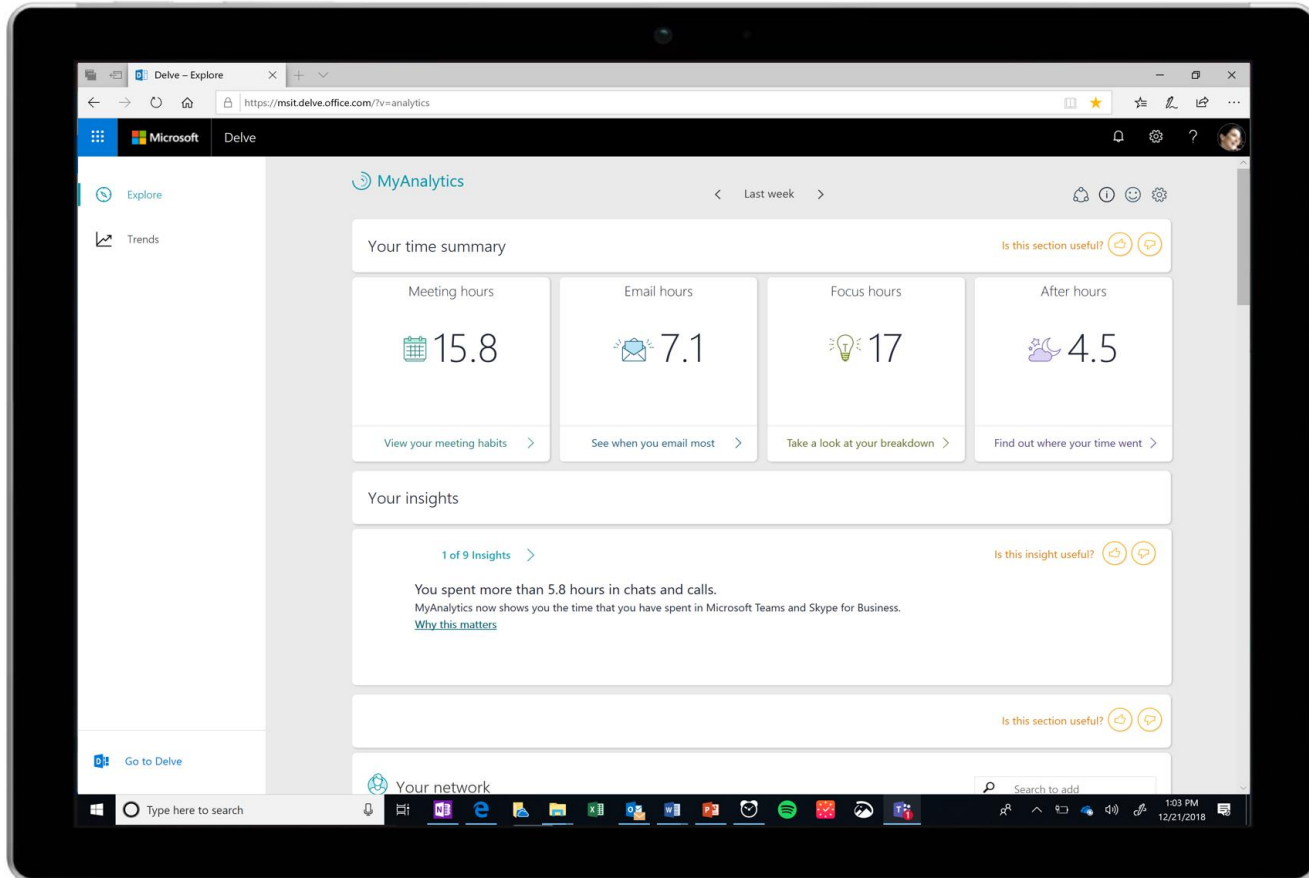 Delve – Explore
https://msit.delve.office.com/?v=analytics
Microsoft Delve
?
Explore
Trends
Go to Delve
MyAnalytics
Last week
Your time summary
Is this section useful?
Meeting hours
15.8
View your meeting habits
Email hours
7.1
See when you email most
Focus hours
17
Take a look at your breakdown
After hours
4.5
Find out where your time went
Your insights
1 of 9 Insights
Is this insight useful?
You spent more than 5.8 hours in chats and calls.
MyAnalytics now shows you the time that you have spent in Microsoft Teams and Skype for Business.
Why this matters
Is this section useful?
Your network
Search to add
Type here to search
1:03 PM
12/21/2018